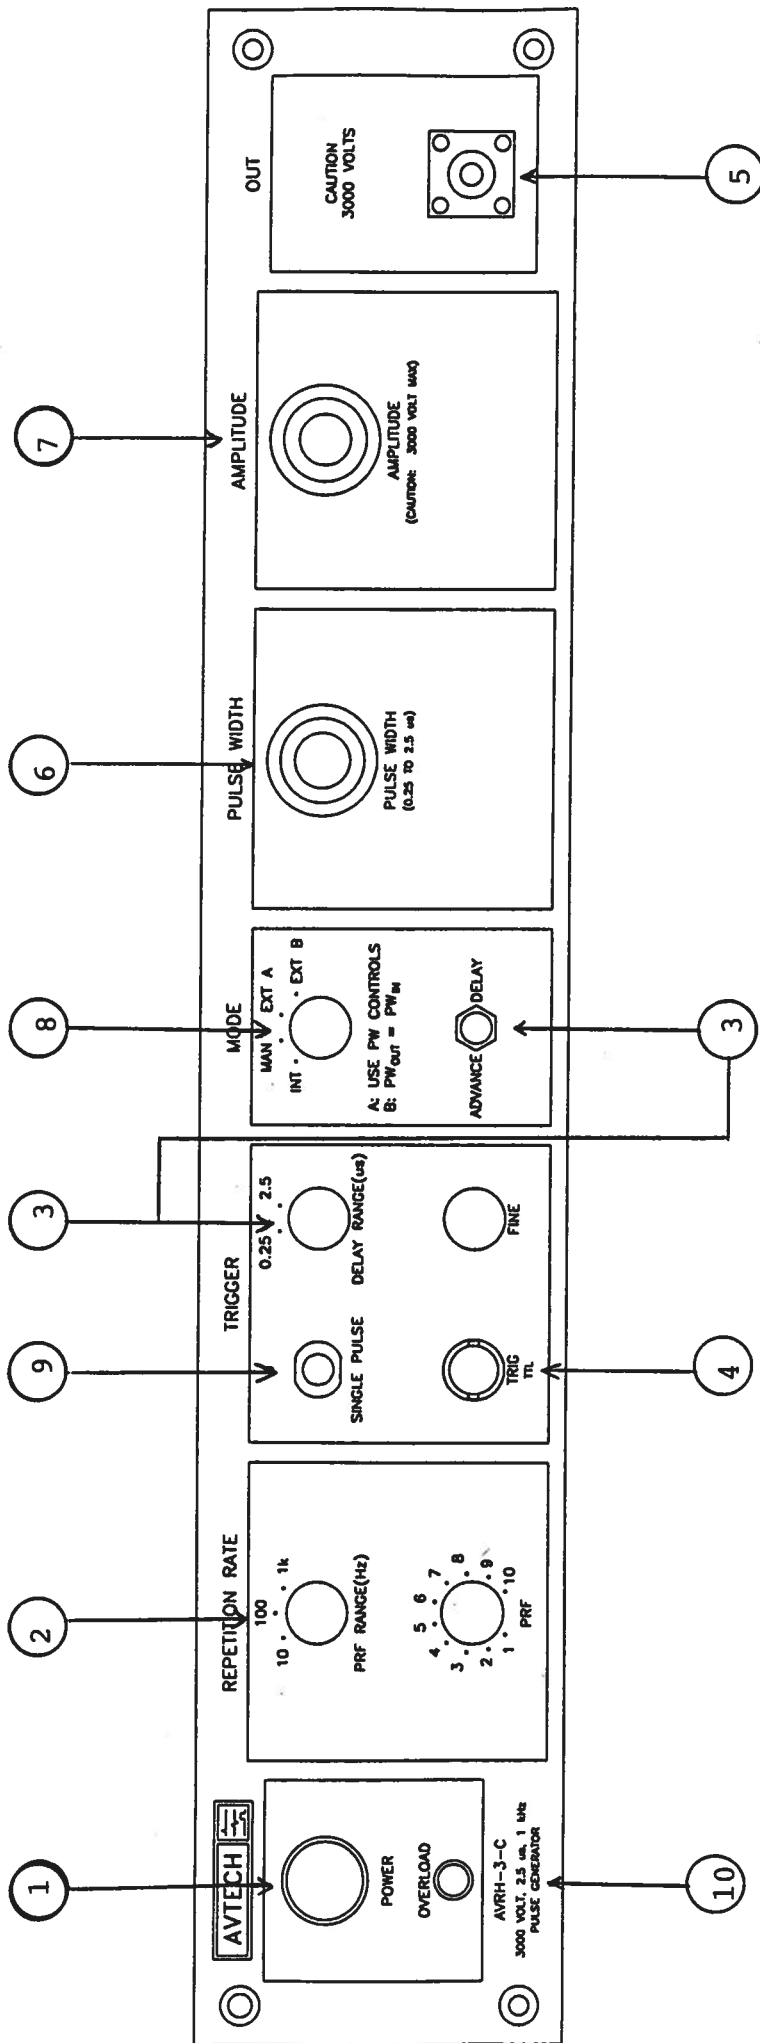 1
2
9
3
8
6
7
AVTECH
POWER
OVERLOAD
AVRH-3-C
3000 VOLT, 2.5 us, 1 kHz
PULSE GENERATOR
REPETITION RATE
10 100 1k
PRF RANGE(Hz)
1 2 3 4 5 6 7 8 9 10
PRF
TRIGGER
SINGLE PULSE
TRIG
TTL
0.25 2.5
DELAY RANGE(us)
FINE
MODE
INT MAN EXT A EXT B
A: USE PW CONTROLS
B: PWOUT = PWIN
ADVANCE DELAY
PULSE WIDTH
PULSE WIDTH
(0.25 TO 2.5 us)
AMPLITUDE
AMPLITUDE
(CAUTION: 3000 VOLT MAX)
OUT
CAUTION
3000 VOLTS
10
4
3
5